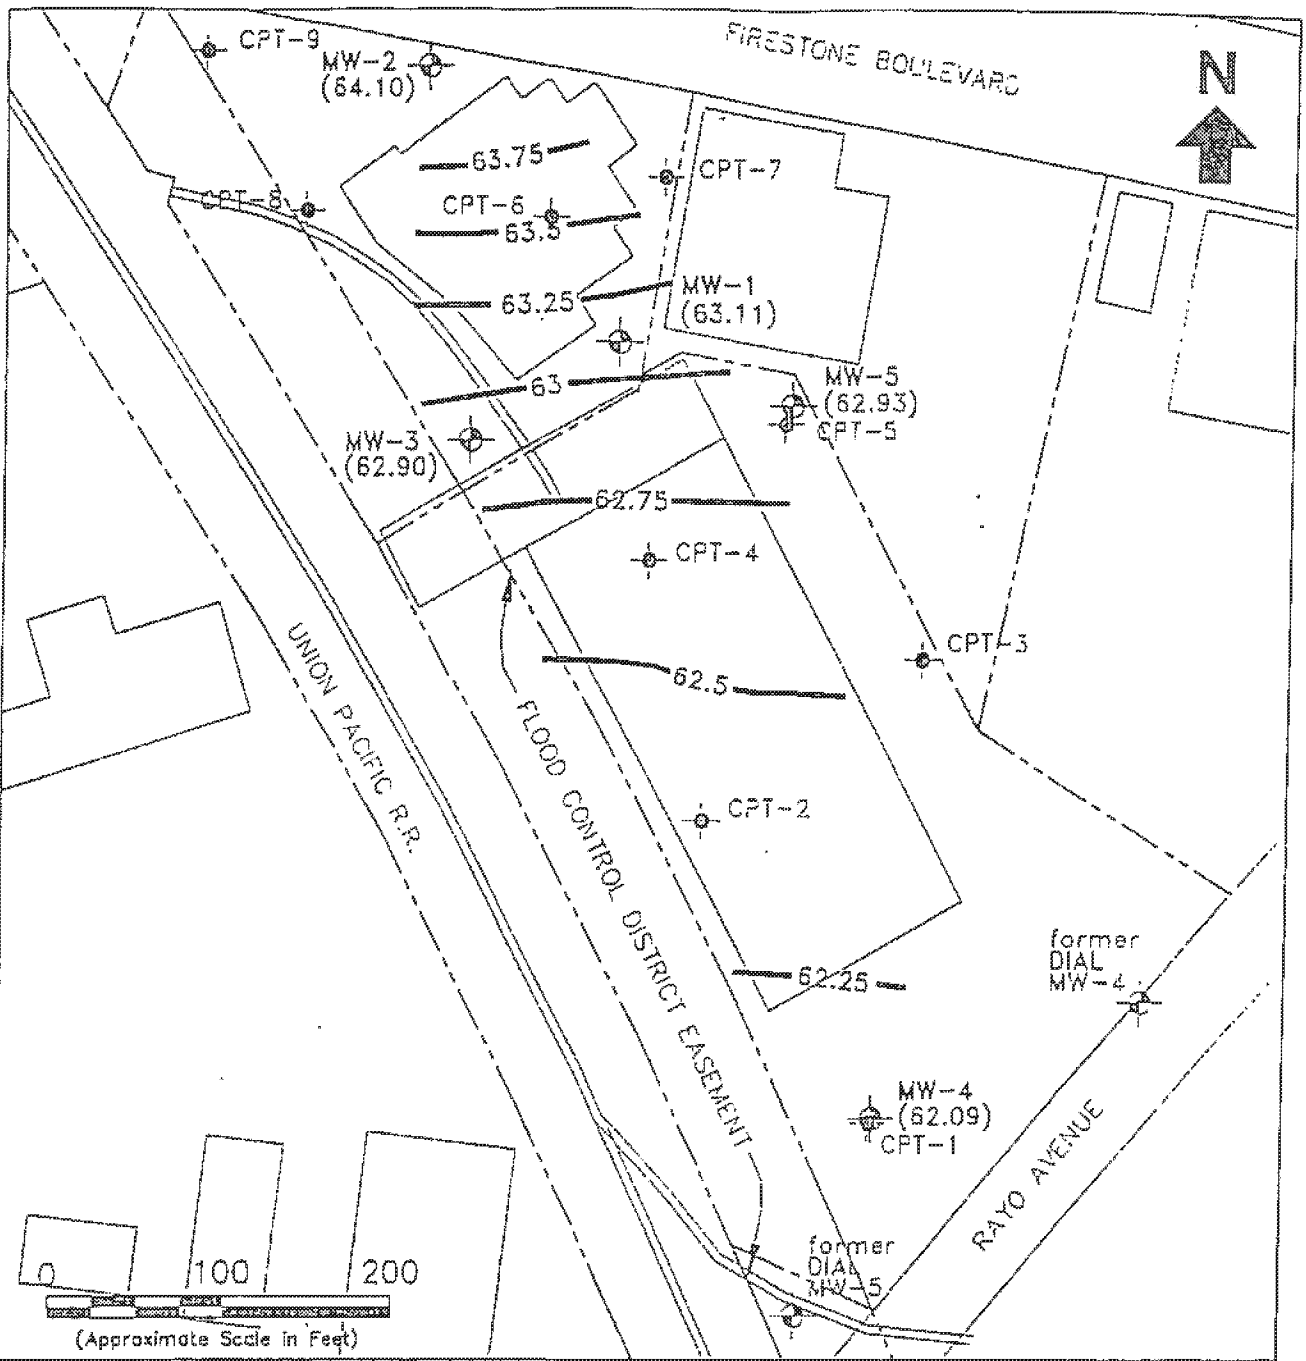 FIRESTONE BOULEVARD
N
CPT-9
MW-2
(64.10)
63.75
CPT-7
CPT-8
CPT-6
63.5
63.25
MW-1
(63.11)
63
MW-5
(62.93)
CPT-5
MW-3
(62.90)
62.75
CPT-4
CPT-3
62.5
UNION PACIFIC R.R.
FLOOD CONTROL DISTRICT EASEMENT
CPT-2
62.25
former
DIAL
MW-4
MW-4
(62.09)
CPT-1
RAYO AVENUE
former
DIAL
MW-5
0 100 200
(Approximate Scale in Feet)